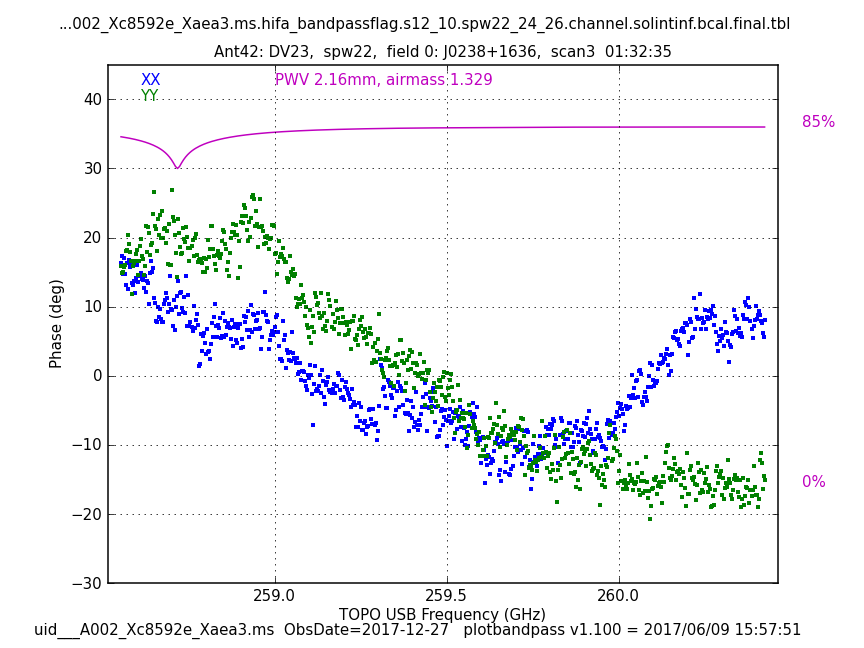 ...002_Xc8592e_Xaea3.ms.hifa_bandpassflag.s12_10.spw22_24_26.channel.solintinf.bcal.final.tbl
Ant42: DV23,  spw22,  field 0: J0238+1636,  scan3  01:32:35
XX
PWV 2.16mm, airmass 1.329
YY
40
85%
30
20
10
0
−10
0%
−20
−30
Phase (deg)
259.0
259.5
260.0
TOPO USB Frequency (GHz)
uid___A002_Xc8592e_Xaea3.ms  ObsDate=2017-12-27   plotbandpass v1.100 = 2017/06/09 15:57:51